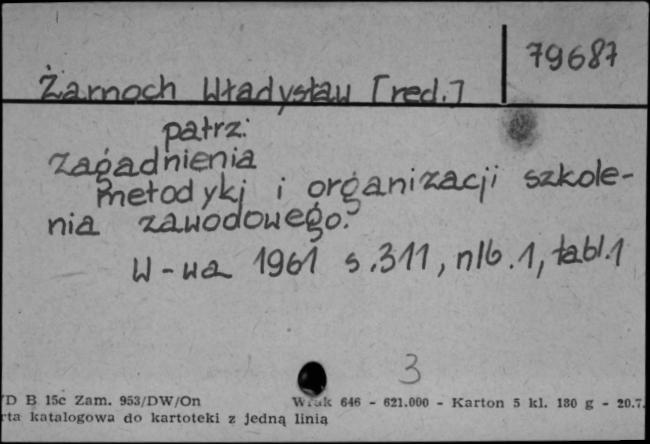 79687
Żarnoch Władysław [red.]
patrz:
Zagadnienia
metodyki i organizacji szkole-
nia zawodowego.
W-wa 1961 s.311, nlb.1, tabl.1
3
D B 15c Zam. 953/DW/On 646 - 621.000 - Karton 5 kl. 180 g - 20.7.
rta katalogowa do kartoteki z jedną linią